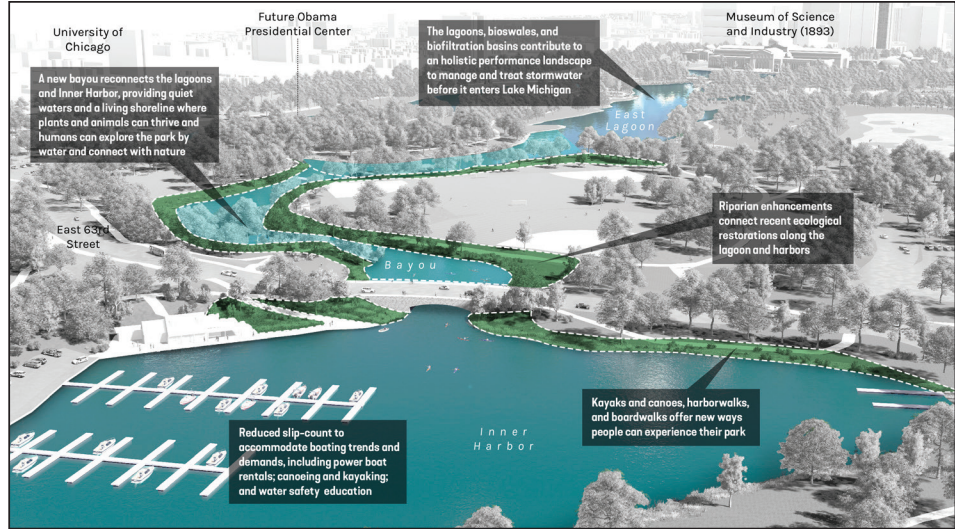 University of
Chicago
Future Obama
Presidential Center
Museum of Science
and Industry (1893)
The lagoons, bioswales, and
biofiltration basins contribute to
an holistic performance landscape
to manage and treat stormwater
before it enters Lake Michigan
A new bayou reconnects the lagoons
and Inner Harbor, providing quiet
waters and a living shoreline where
plants and animals can thrive and
humans can explore the park by
water and connect with nature
East
Lagoon
Riparian enhancements
connect recent ecological
restorations along the
lagoon and harbors
East 63rd
Street
Bayou
Kayaks and canoes, harborwalks,
and boardwalks offer new ways
people can experience their park
Reduced slip-count to
accommodate boating trends and
demands, including power boat
rentals; canoeing and kayaking;
and water safety education
Inner
Harbor